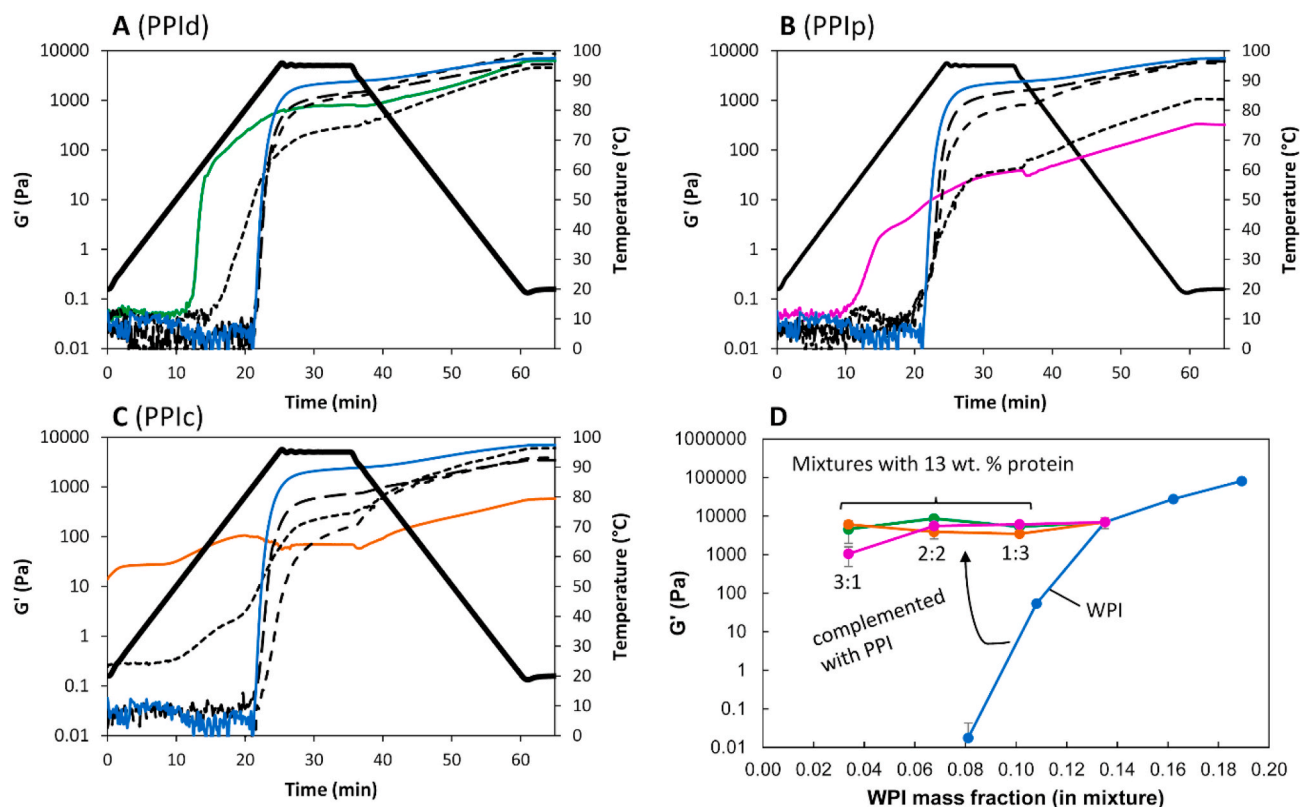 A (PPId)
10000
1000
100
10
1
0.1
0.01
G' (Pa)
0 10 20 30 40 50 60
Time (min)
100
90
80
70
60
50
40
30
20
10
0
Temperature (°C)
B (PPIp)
10000
1000
100
10
1
0.1
0.01
G' (Pa)
0 10 20 30 40 50 60
Time (min)
100
90
80
70
60
50
40
30
20
10
0
Temperature (°C)
C (PPIc)
10000
1000
100
10
1
0.1
0.01
G' (Pa)
0 10 20 30 40 50 60
Time (min)
100
90
80
70
60
50
40
30
20
10
0
Temperature (°C)
D
1000000
100000
10000
1000
100
10
1
0.1
0.01
G' (Pa)
Mixtures with 13 wt. % protein
3:1
2:2
1:3
complemented
with PPI
WPI
0.00 0.02 0.04 0.06 0.08 0.10 0.12 0.14 0.16 0.18 0.20
WPI mass fraction (in mixture)